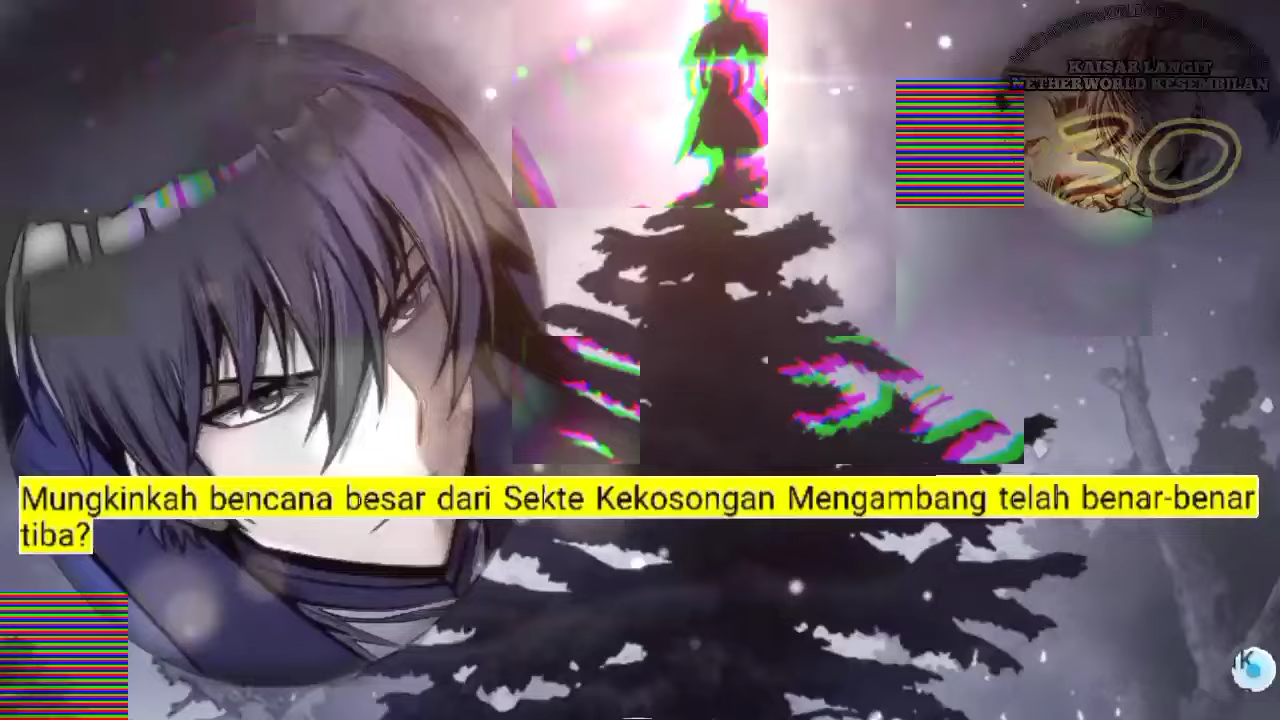 KAISAR LANGIT
NETHERWORLD KESEMBILAN
30
Mungkinkah bencana besar dari Sekte Kekosongan Mengambang telah benar-benar
tiba?